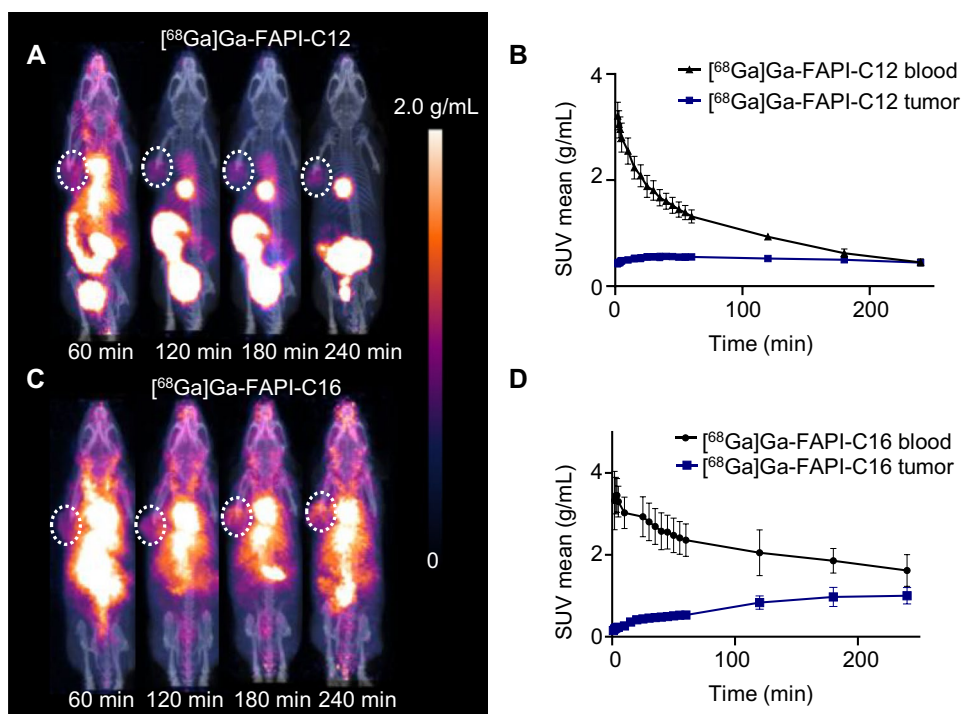 A
[⁶⁸Ga]Ga-FAPI-C12
2.0 g/mL
0
60 min 120 min 180 min 240 min
B
[⁶⁸Ga]Ga-FAPI-C12 blood
[⁶⁸Ga]Ga-FAPI-C12 tumor
SUV mean (g/mL)
4
2
0
0 100 200
Time (min)
C
[⁶⁸Ga]Ga-FAPI-C16
60 min 120 min 180 min 240 min
D
[⁶⁸Ga]Ga-FAPI-C16 blood
[⁶⁸Ga]Ga-FAPI-C16 tumor
SUV mean (g/mL)
4
2
0
0 100 200
Time (min)